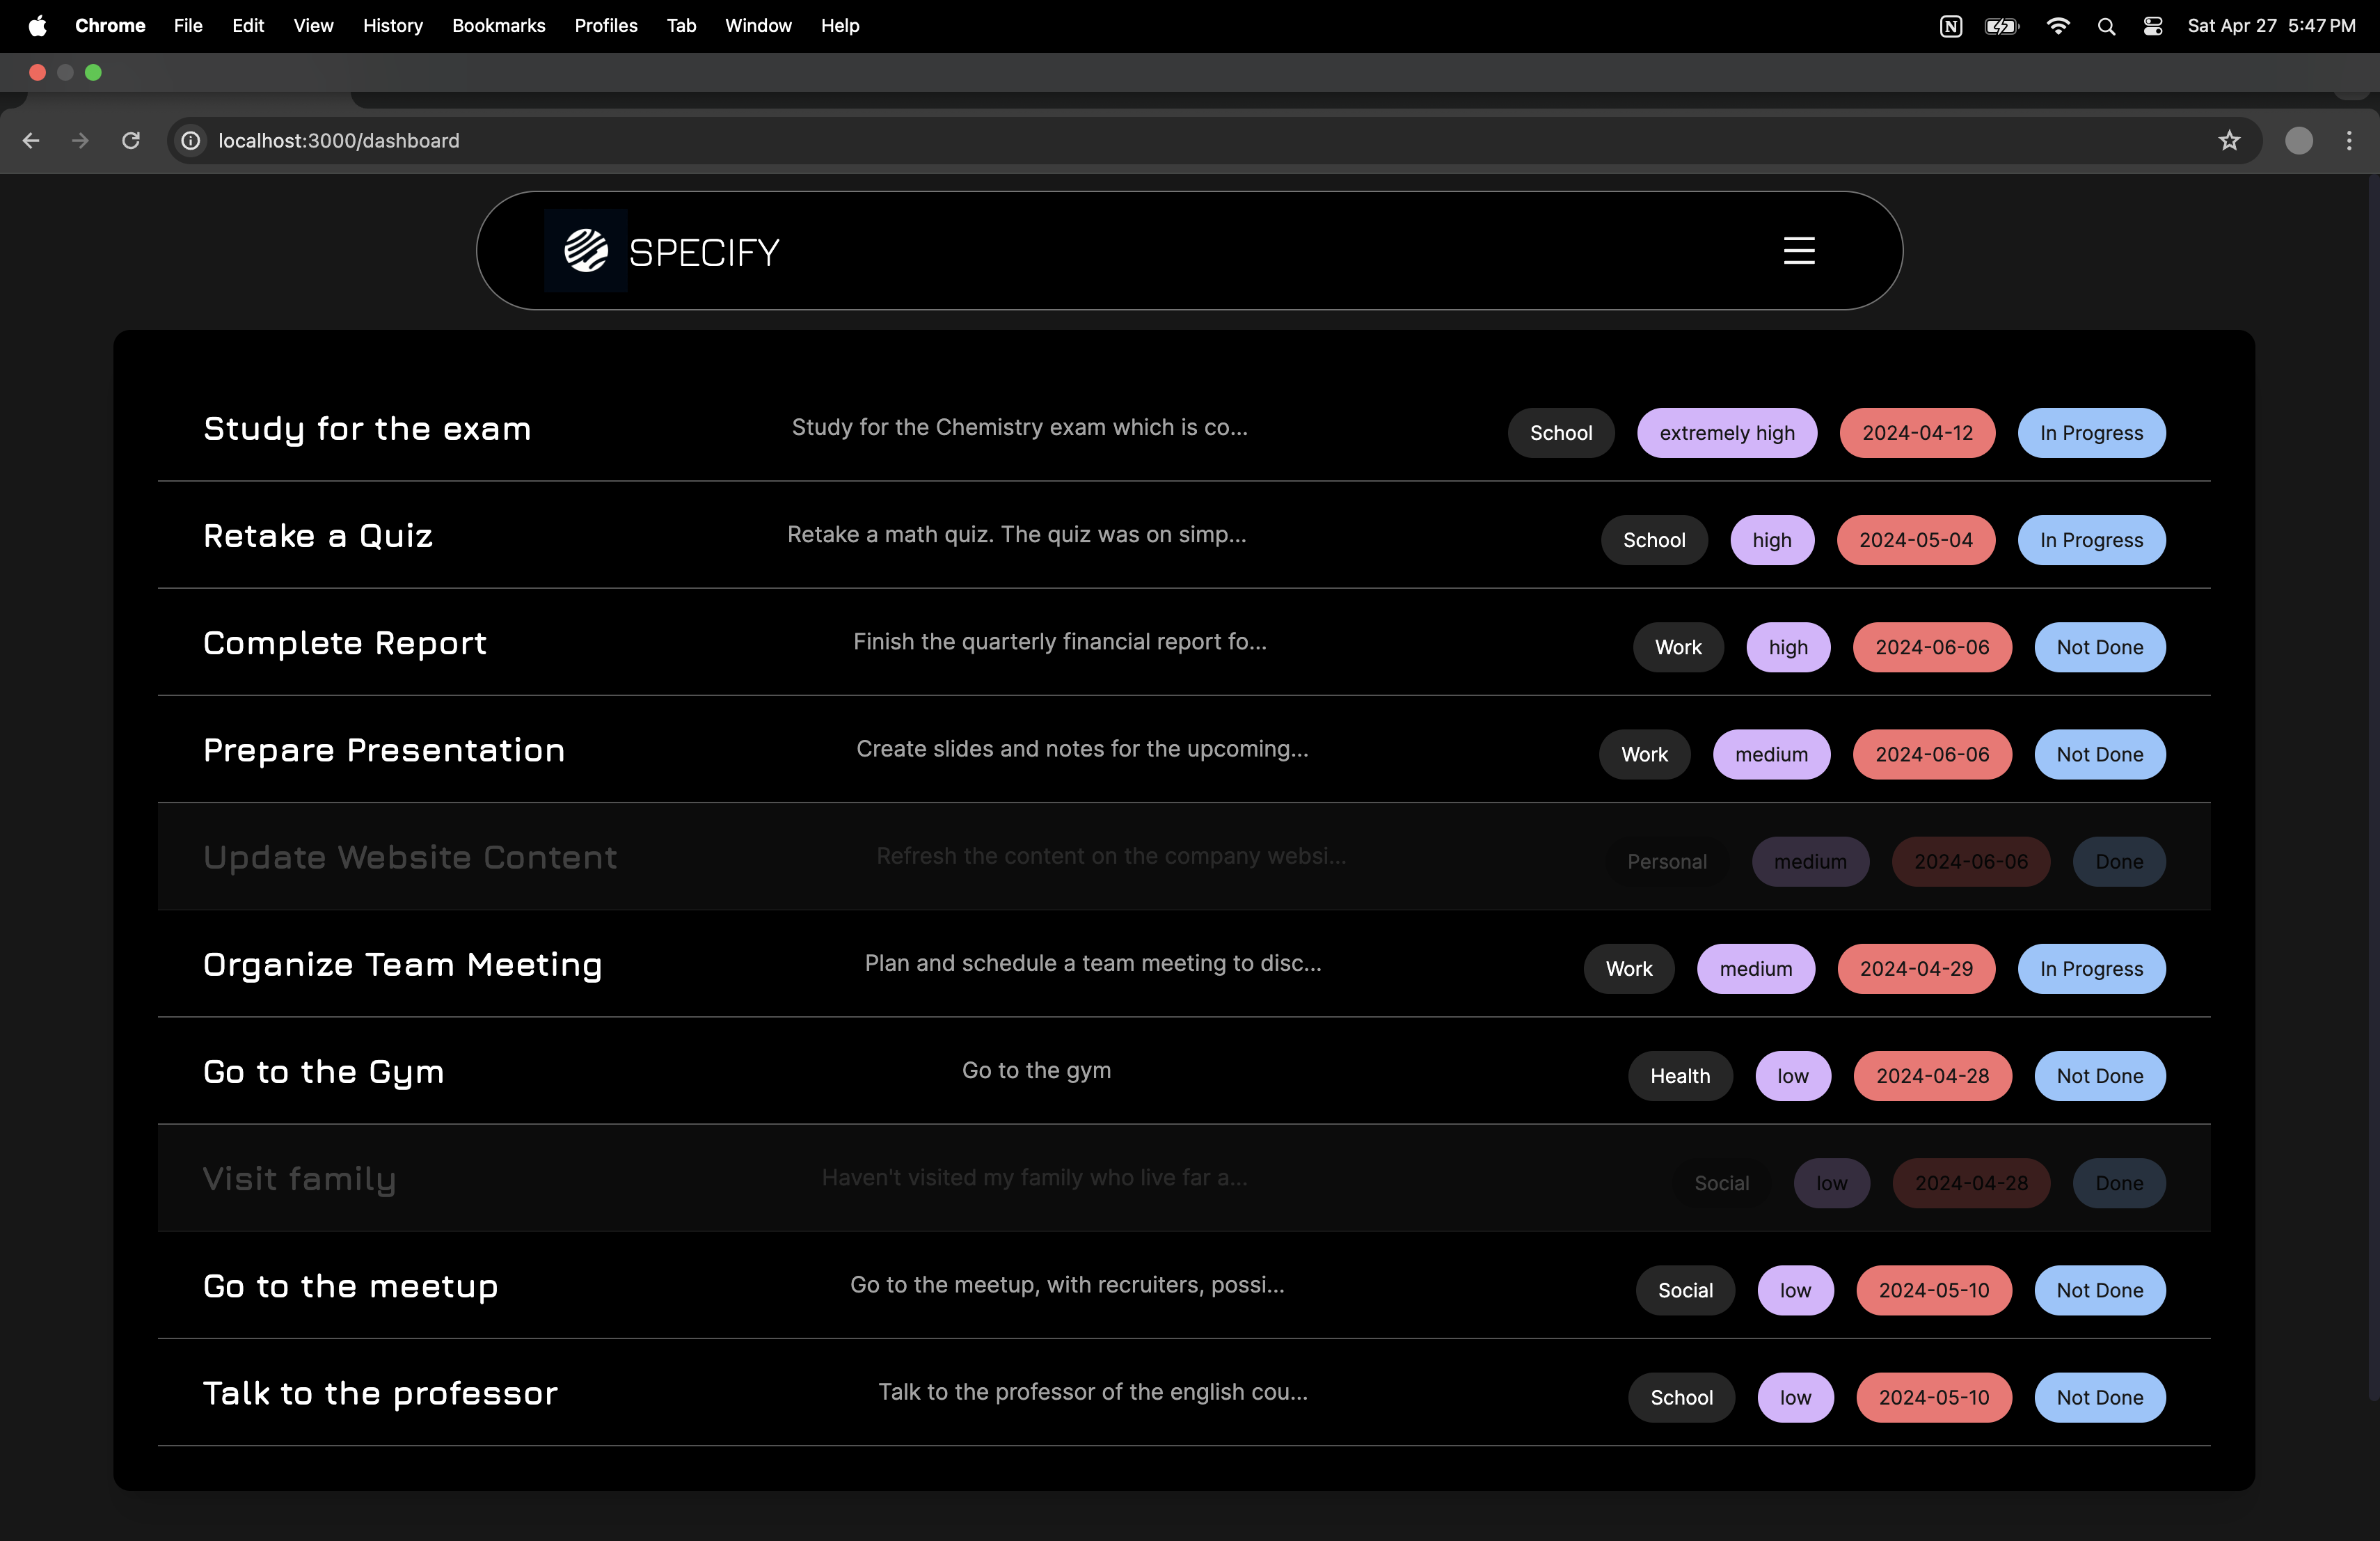 Chrome File Edit View History Bookmarks Profiles Tab Window Help Sat Apr 27 5:47 PM
localhost:3000/dashboard
SPECIFY
Study for the exam Study for the Chemistry exam which is co... School extremely high 2024-04-12 In Progress
Retake a Quiz Retake a math quiz. The quiz was on simp... School high 2024-05-04 In Progress
Complete Report Finish the quarterly financial report fo... Work high 2024-06-06 Not Done
Prepare Presentation Create slides and notes for the upcoming... Work medium 2024-06-06 Not Done
Update Website Content Refresh the content on the company websi... Personal medium 2024-06-06 Done
Organize Team Meeting Plan and schedule a team meeting to disc... Work medium 2024-04-29 In Progress
Go to the Gym Go to the gym Health low 2024-04-28 Not Done
Visit family Haven't visited my family who live far a... Social low 2024-04-28 Done
Go to the meetup Go to the meetup, with recruiters, possi... Social low 2024-05-10 Not Done
Talk to the professor Talk to the professor of the english cou... School low 2024-05-10 Not Done